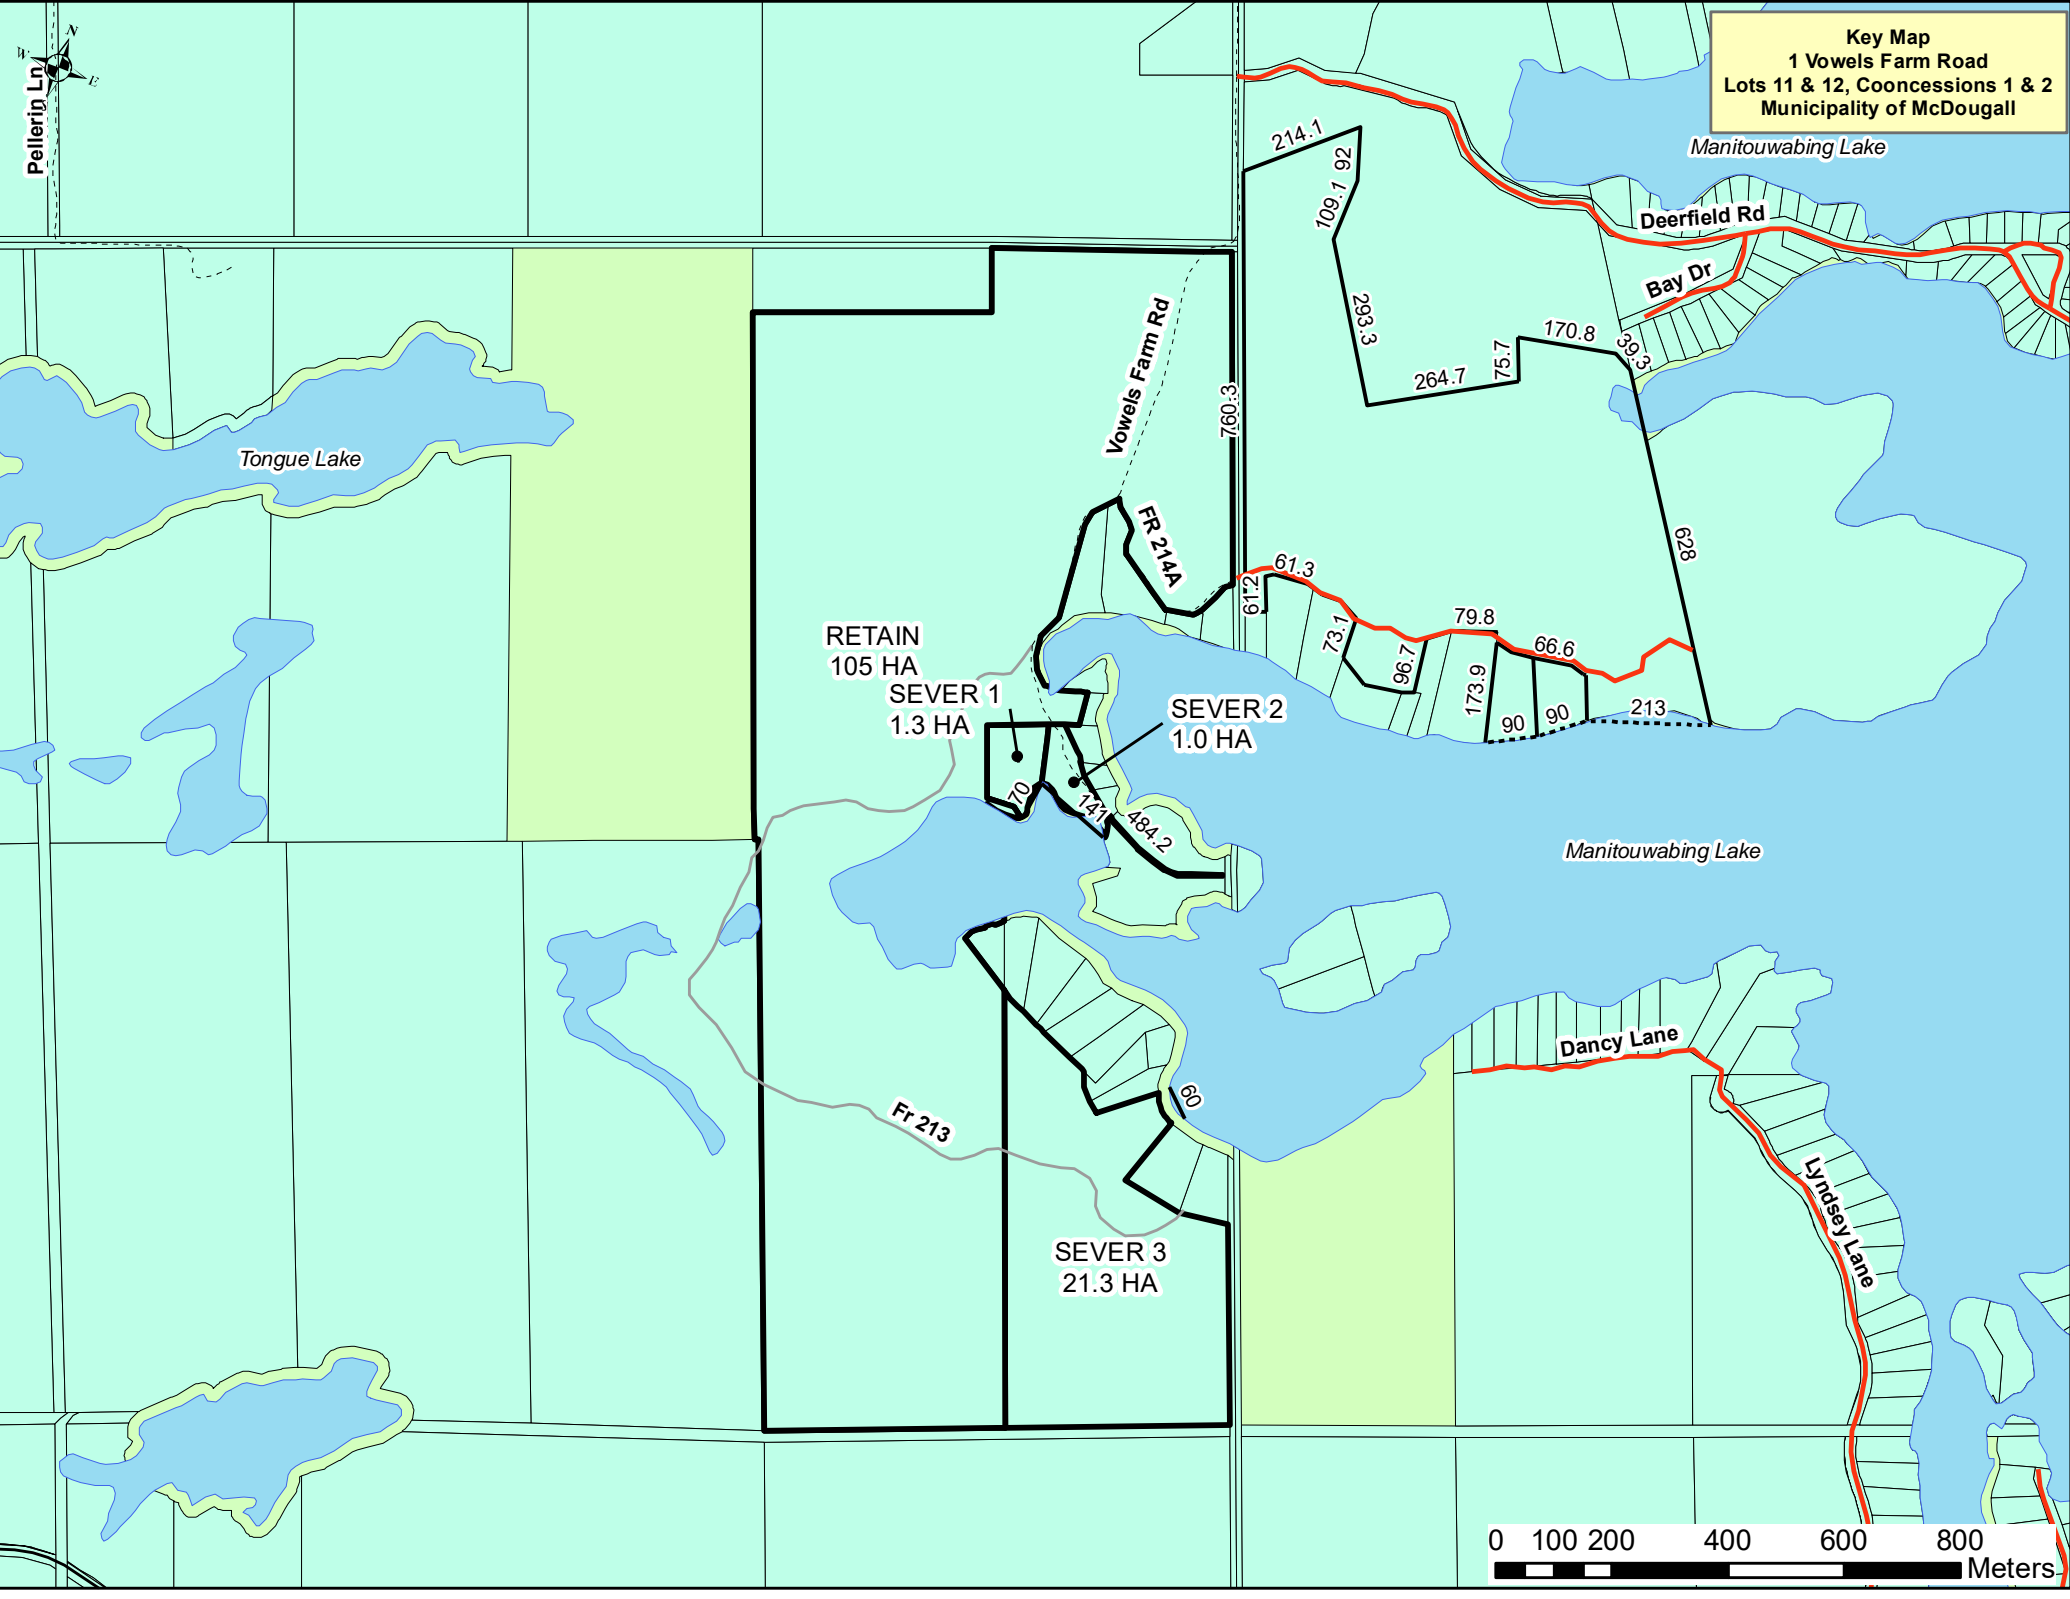 Key Map
1 Vowels Farm Road
Lots 11 & 12, Cooncessions 1 & 2
Municipality of McDougall
N
W
E
Pellerin Ln
Manitouwabing Lake
214.1
92
109.1
Deerfield Rd
Bay Dr
293.3
170.8
39.3
75.7
264.7
Vowels Farm Rd
760.3
Tongue Lake
FR 214A
628
61.3
61.2
79.8
73.1
96.7
66.6
173.9
90
90
213
RETAIN
105 HA
SEVER 1
1.3 HA
SEVER 2
1.0 HA
70
141
484.2
Manitouwabing Lake
Dancy Lane
60
Fr 213
Lyndsey Lane
SEVER 3
21.3 HA
0 100 200 400 600 800
Meters